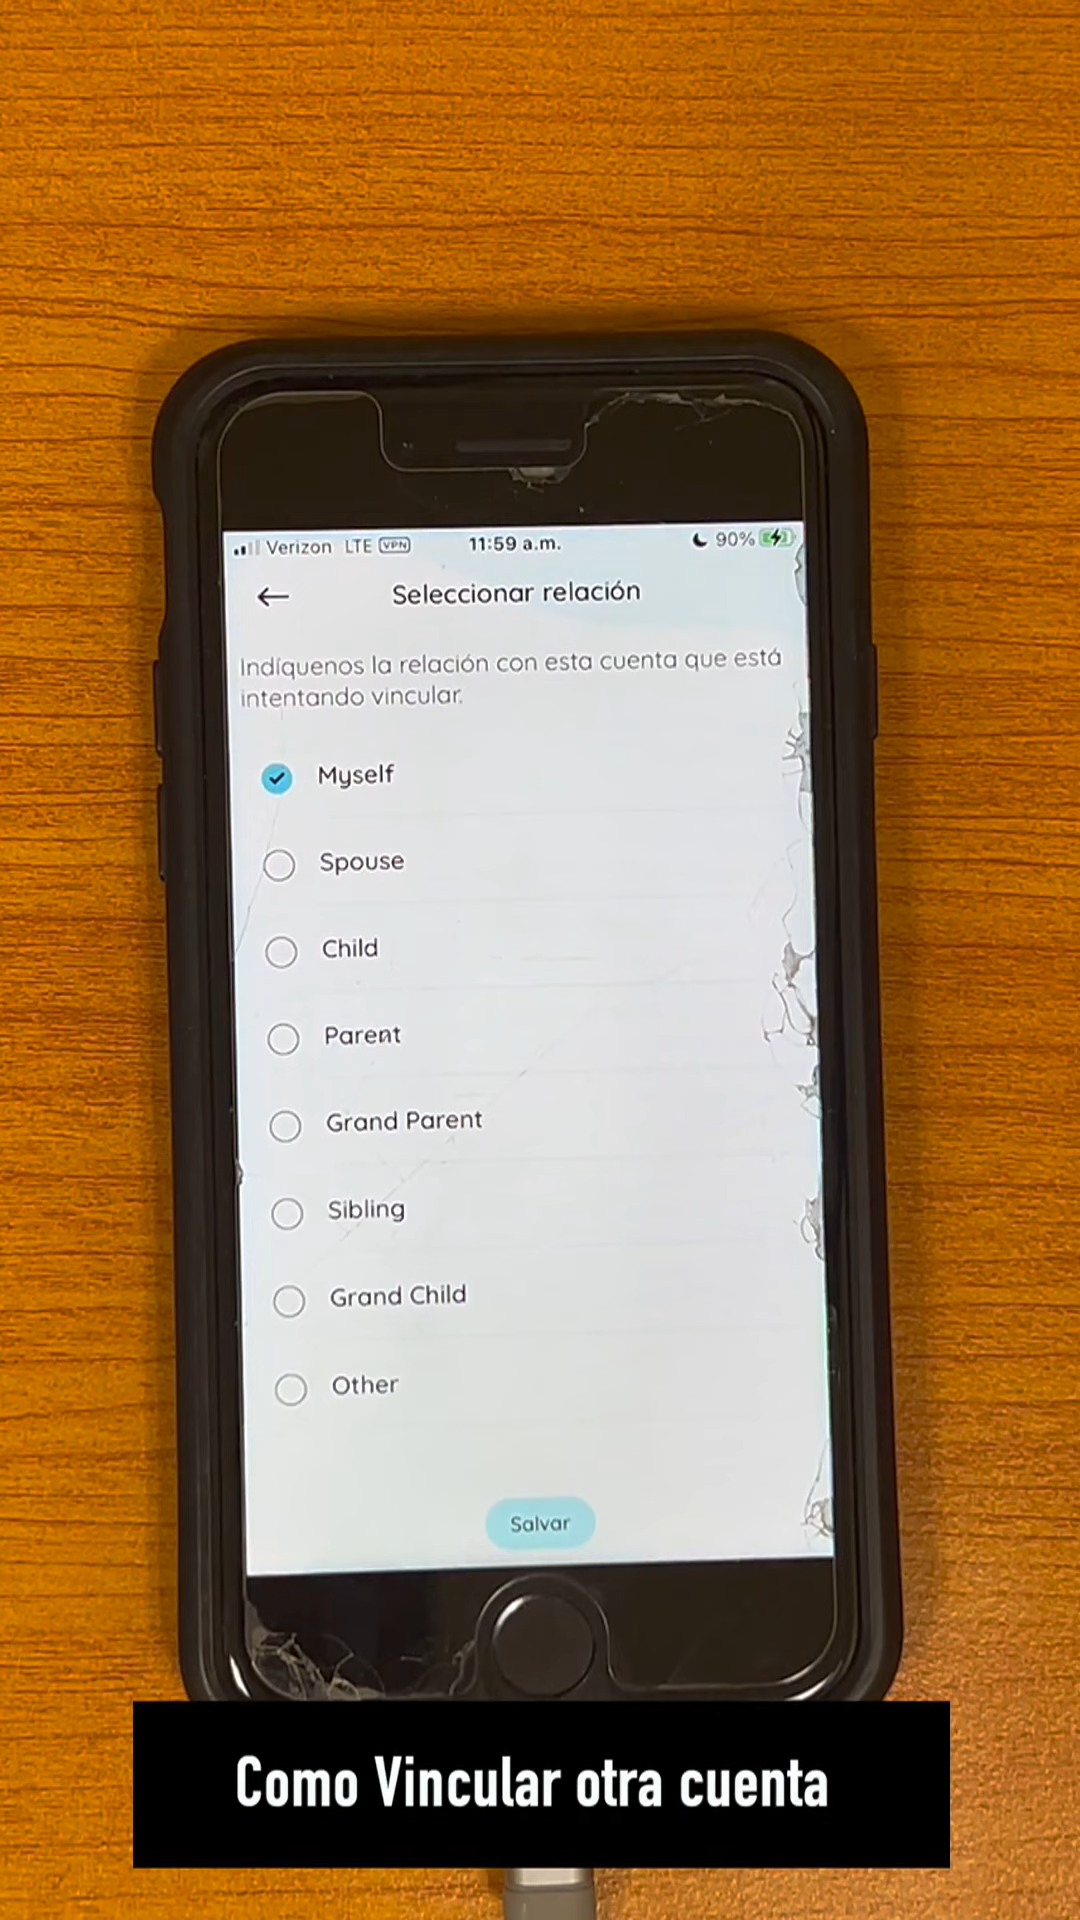 Verizon LTE VPN 11:59 a.m. 90%
Seleccionar relación
Indíquenos la relación con esta cuenta que está
intentando vincular.
Myself
Spouse
Child
Parent
Grand Parent
Sibling
Grand Child
Other
Salvar
Como Vincular otra cuenta